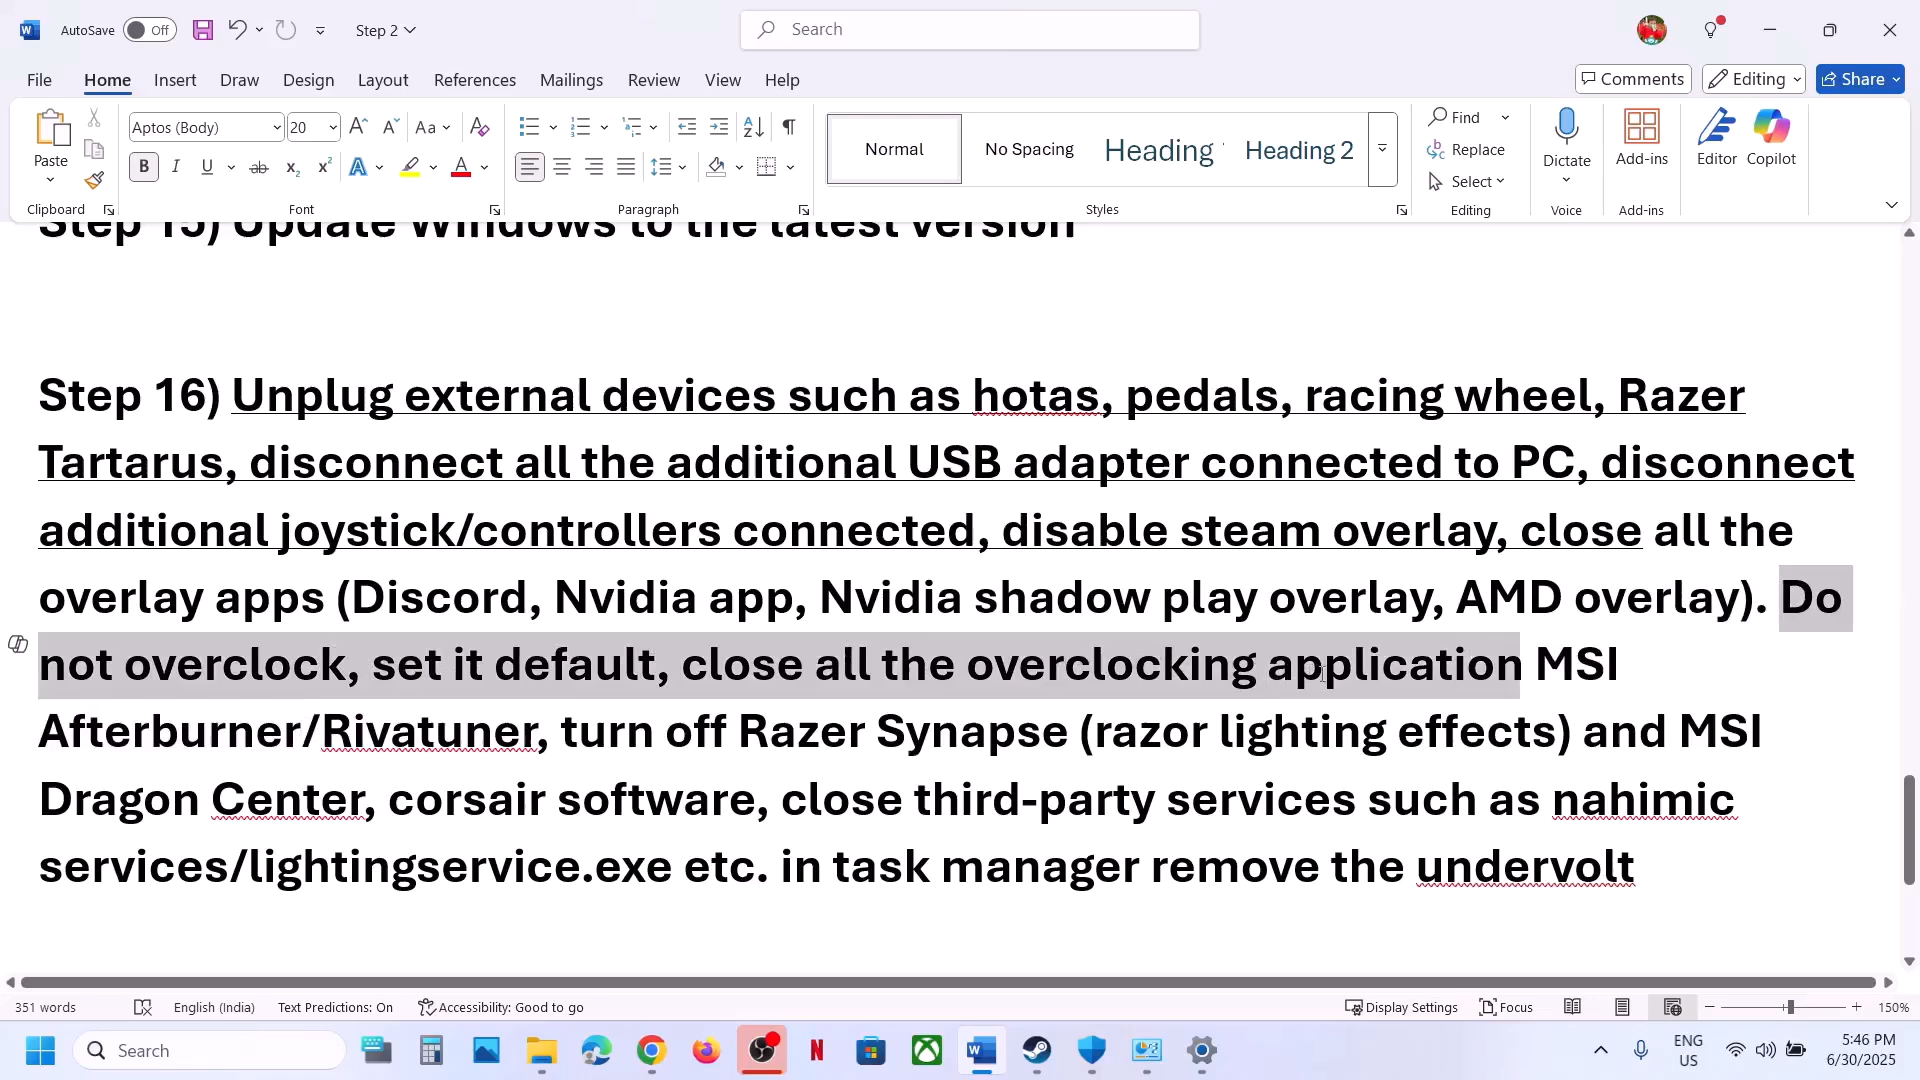 AutoSave Off Step 2 Search
File Home Insert Draw Design Layout References Mailings Review View Help Comments Editing Share
Paste Aptos (Body) 20 Normal No Spacing Heading Heading 2 Find Replace Select Dictate Add-ins Editor Copilot
Clipboard Font Paragraph Styles Editing Voice Add-ins
Step 15) Update Windows to the latest version
Step 16) Unplug external devices such as hotas, pedals, racing wheel, Razer
Tartarus, disconnect all the additional USB adapter connected to PC, disconnect
additional joystick/controllers connected, disable steam overlay, close all the
overlay apps (Discord, Nvidia app, Nvidia shadow play overlay, AMD overlay). Do
not overclock, set it default, close all the overclocking application MSI
Afterburner/Rivatuner, turn off Razer Synapse (razor lighting effects) and MSI
Dragon Center, corsair software, close third-party services such as nahimic
services/lightingservice.exe etc. in task manager remove the undervolt
351 words English (India) Text Predictions: On Accessibility: Good to go Display Settings Focus 150%
Search ENG US 5:46 PM 6/30/2025